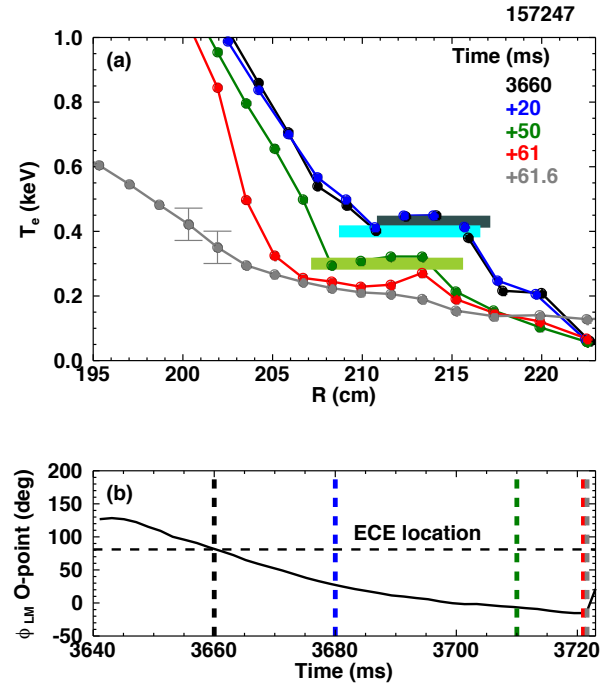 157247
(a)
Time (ms)
3660
+20
+50
+61
+61.6
1.0
0.8
0.6
0.4
0.2
0.0
T_e (keV)
195 200 205 210 215 220
R (cm)
(b)
ECE location
200
150
100
50
0
-50
ϕ_LM O-point (deg)
3640 3660 3680 3700 3720
Time (ms)